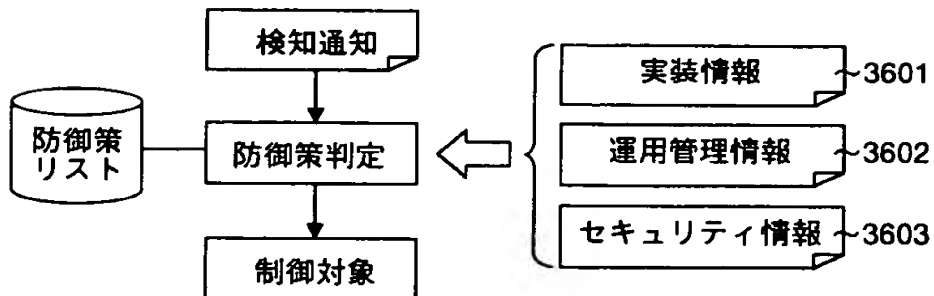 検知通知
防御策
リスト
防御策判定
制御対象
実装情報
~3601
運用管理情報
~3602
セキュリティ情報
~3603